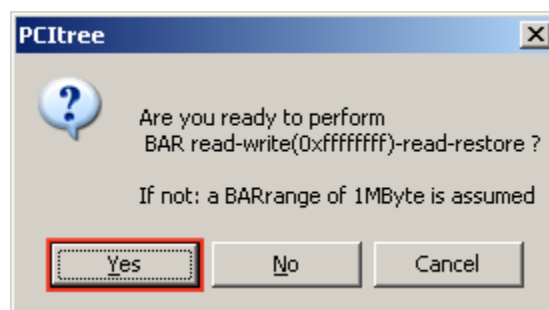 PCItree
Are you ready to perform
BAR read-write(0xffffffff)-read-restore ?
If not: a BARrange of 1MByte is assumed
Yes
No
Cancel